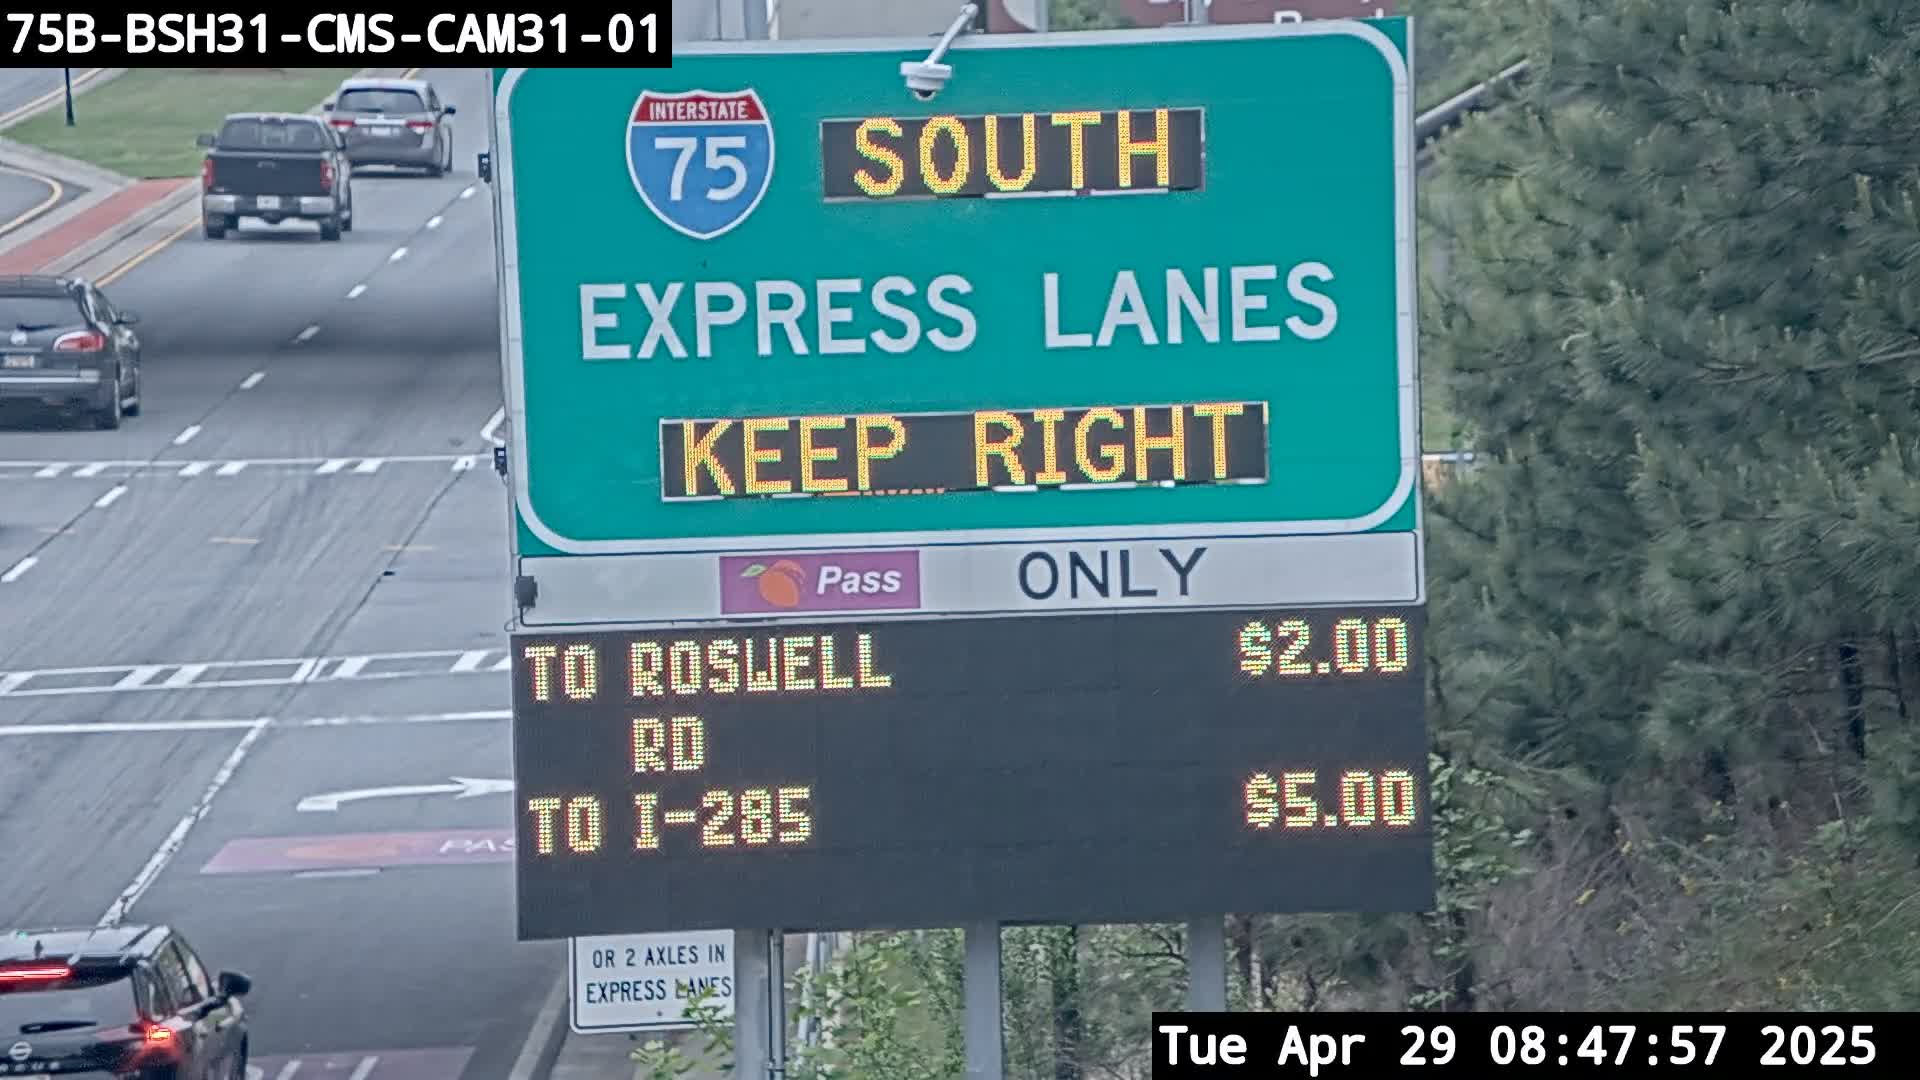 75B-BSH31-CMS-CAM31-01
INTERSTATE
75
SOUTH
EXPRESS LANES
KEEP RIGHT
Pass ONLY
TO ROSWELL $2.00
RD
TO I-285 $5.00
OR 2 AXLES IN
EXPRESS LANES
Tue Apr 29 08:47:57 2025